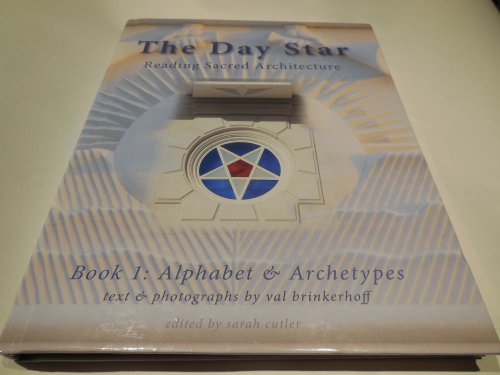 The Day Star
Reading Sacred Architecture
Book 1: Alphabet & Archetypes
text & photographs by val brinkerhoff
edited by sarah cutler